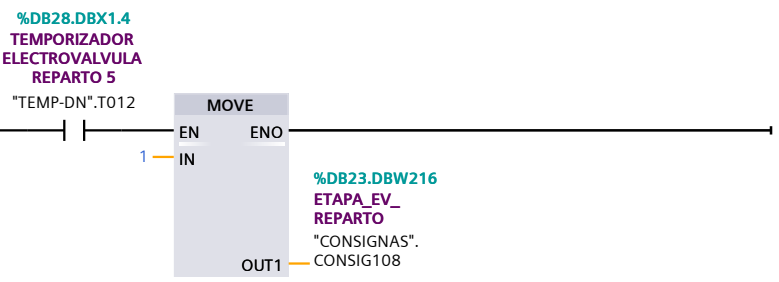 %DB28.DBX1.4
TEMPORIZADOR
ELECTROVALVULA
REPARTO 5
"TEMP-DN".T012
MOVE
EN
ENO
1
IN
%DB23.DBW216
ETAPA_EV_
REPARTO
"CONSIGNAS".
CONSIG108
OUT1